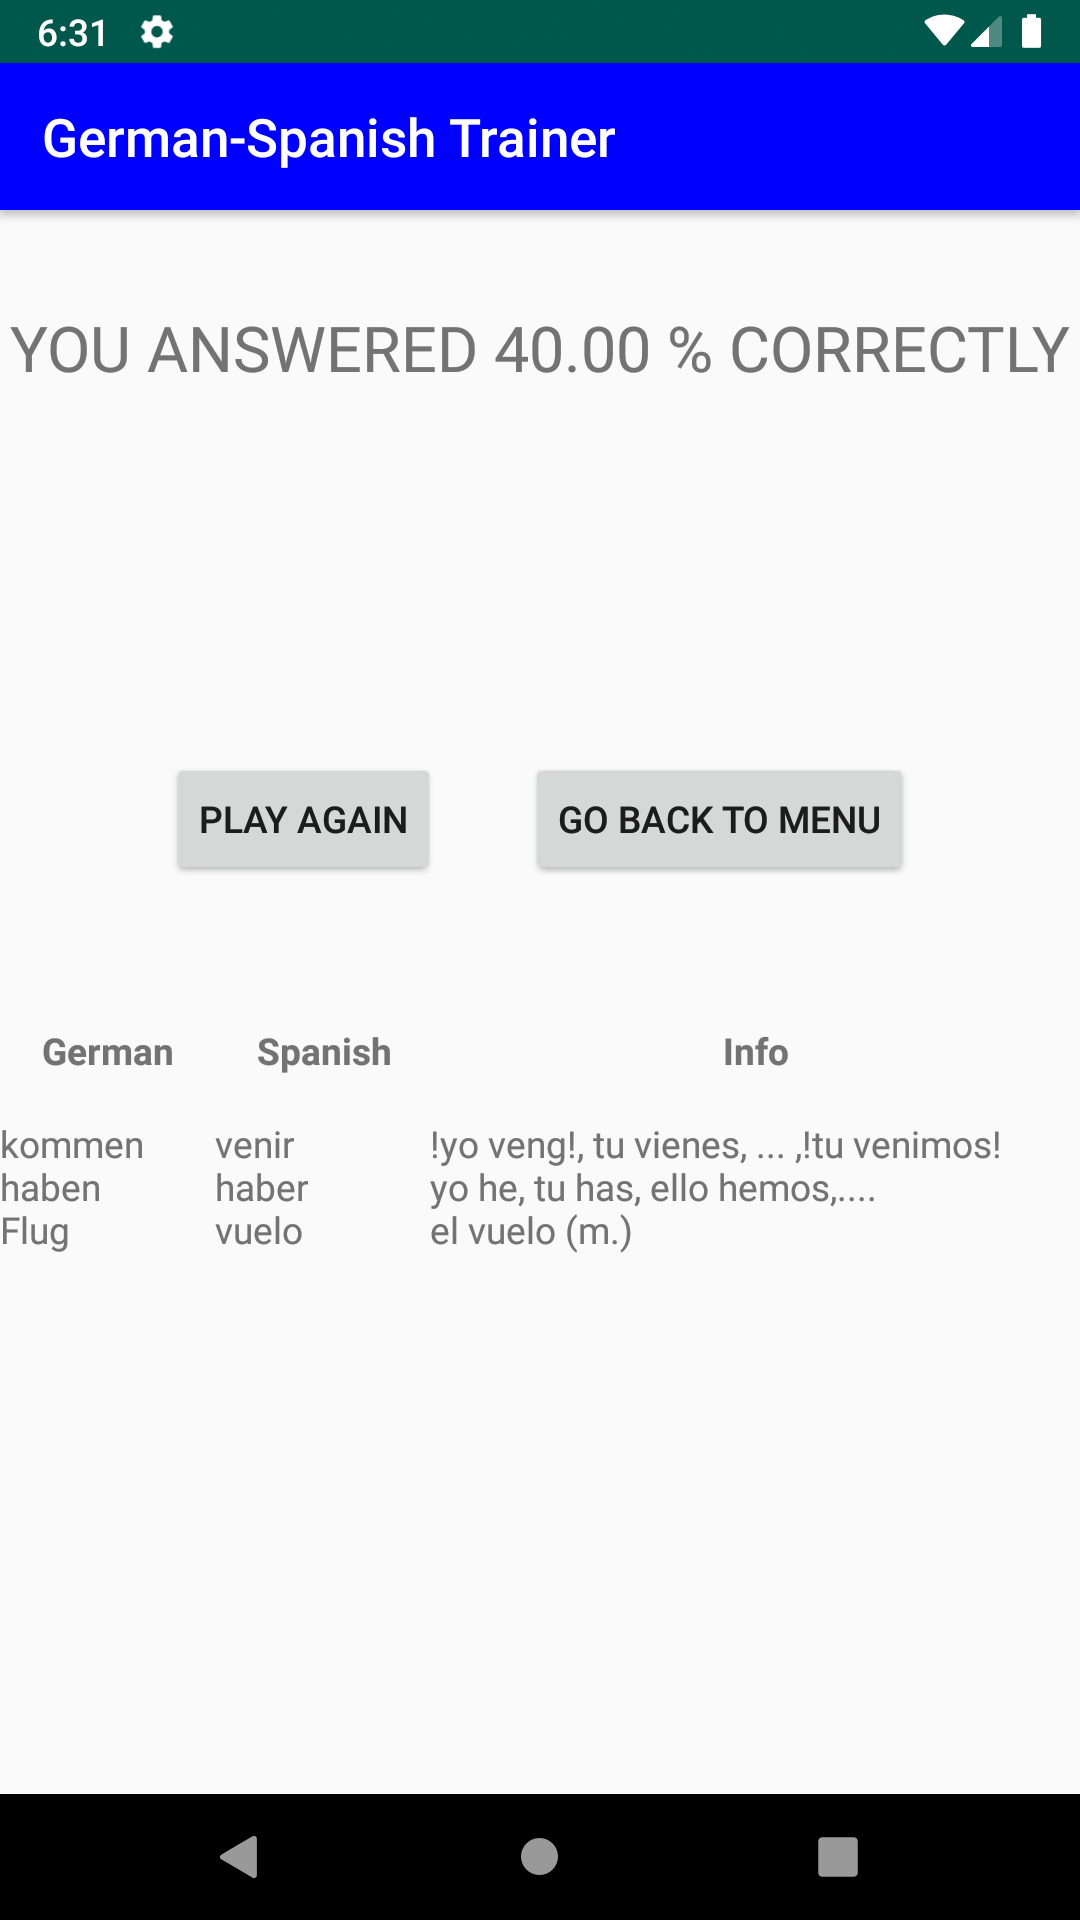 6:31
German-Spanish Trainer
YOU ANSWERED 40.00 % CORRECTLY
PLAY AGAIN GO BACK TO MENU
German Spanish Info
kommen venir !yo veng!, tu vienes, ... ,!tu venimos!
haben haber yo he, tu has, ello hemos,....
Flug vuelo el vuelo (m.)